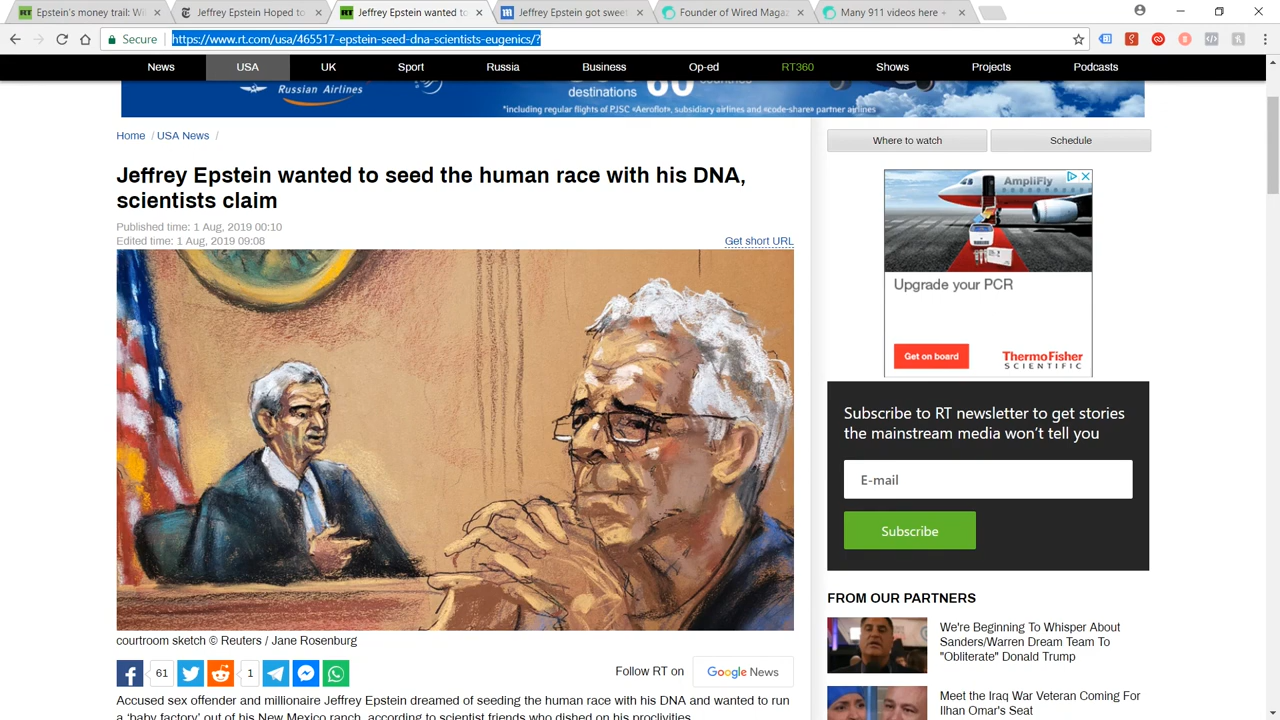 Epstein's money trail: Wil
Jeffrey Epstein Hoped to
Jeffrey Epstein wanted to
Jeffrey Epstein got sweet
Founder of Wired Magaz
Many 911 videos here +
Secure
https://www.rt.com/usa/465517-epstein-seed-dna-scientists-eugenics/?
News
USA
UK
Sport
Russia
Business
Op-ed
RT360
Shows
Projects
Podcasts
Russian Airlines
destinations
60
*including regular flights of PJSC «Aeroflot», subsidiary airlines and «code-share» partner airlines
Home / USA News /
Where to watch
Schedule
Jeffrey Epstein wanted to seed the human race with his DNA,
scientists claim
Published time: 1 Aug, 2019 00:10
Edited time: 1 Aug, 2019 09:08
Get short URL
AmpliFly
Upgrade your PCR
Get on board
ThermoFisher
SCIENTIFIC
Subscribe to RT newsletter to get stories
the mainstream media won't tell you
E-mail
Subscribe
FROM OUR PARTNERS
We're Beginning To Whisper About
Sanders/Warren Dream Team To
"Obliterate" Donald Trump
Meet the Iraq War Veteran Coming For
Ilhan Omar's Seat
courtroom sketch © Reuters / Jane Rosenburg
61
1
Follow RT on
Google News
Accused sex offender and millionaire Jeffrey Epstein dreamed of seeding the human race with his DNA and wanted to run
a 'baby factory' out of his New Mexico ranch, according to scientist friends who dished on his proclivities.